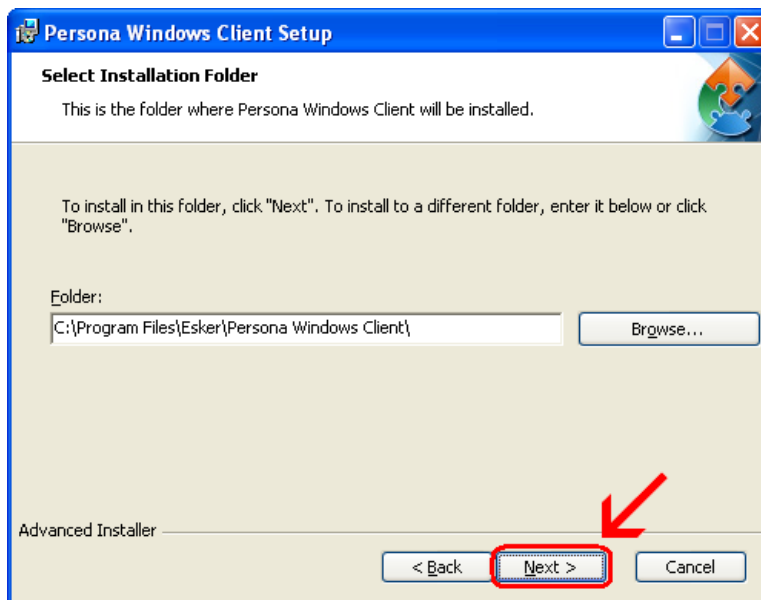 Persona Windows Client Setup
Select Installation Folder
This is the folder where Persona Windows Client will be installed.
To install in this folder, click "Next". To install to a different folder, enter it below or click
"Browse".
Folder:
C:\Program Files\Esker\Persona Windows Client\
Browse...
Advanced Installer
< Back
Next >
Cancel